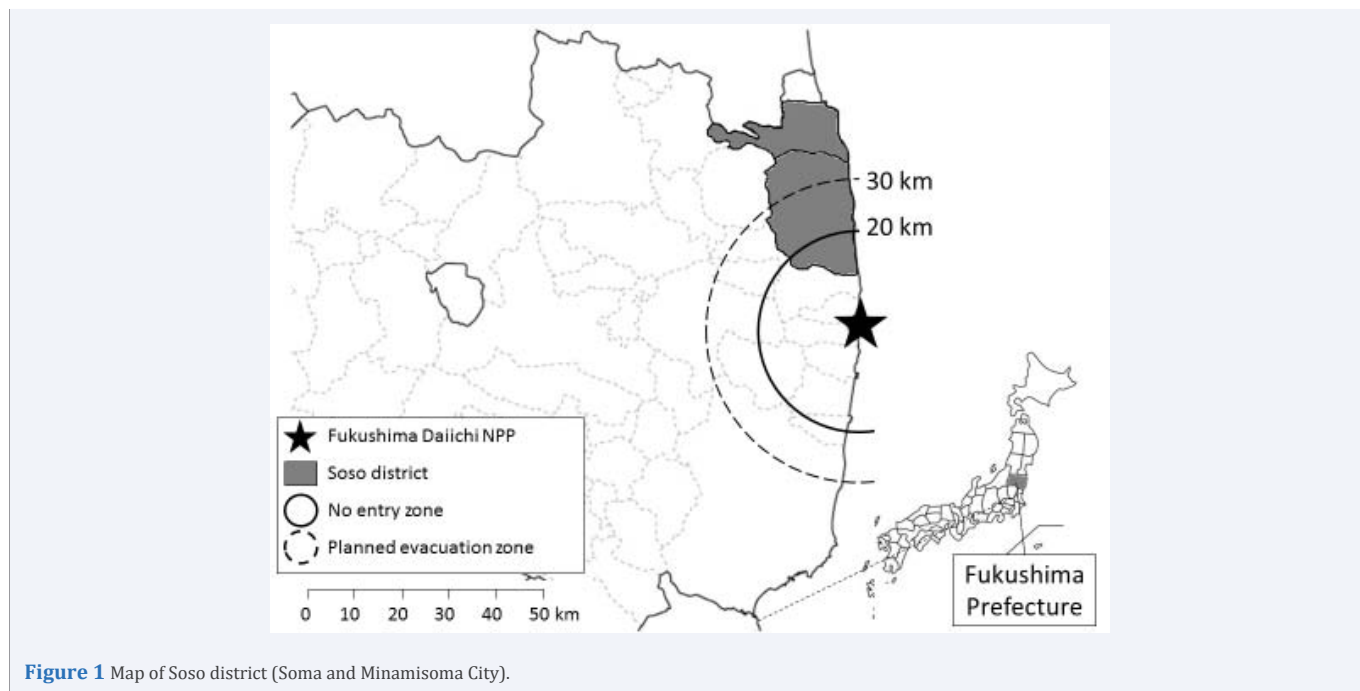 30 km
20 km
Fukushima Daiichi NPP
Soso district
No entry zone
Planned evacuation zone
0 10 20 30 40 50 km
Fukushima
Prefecture
Figure 1 Map of Soso district (Soma and Minamisoma City).